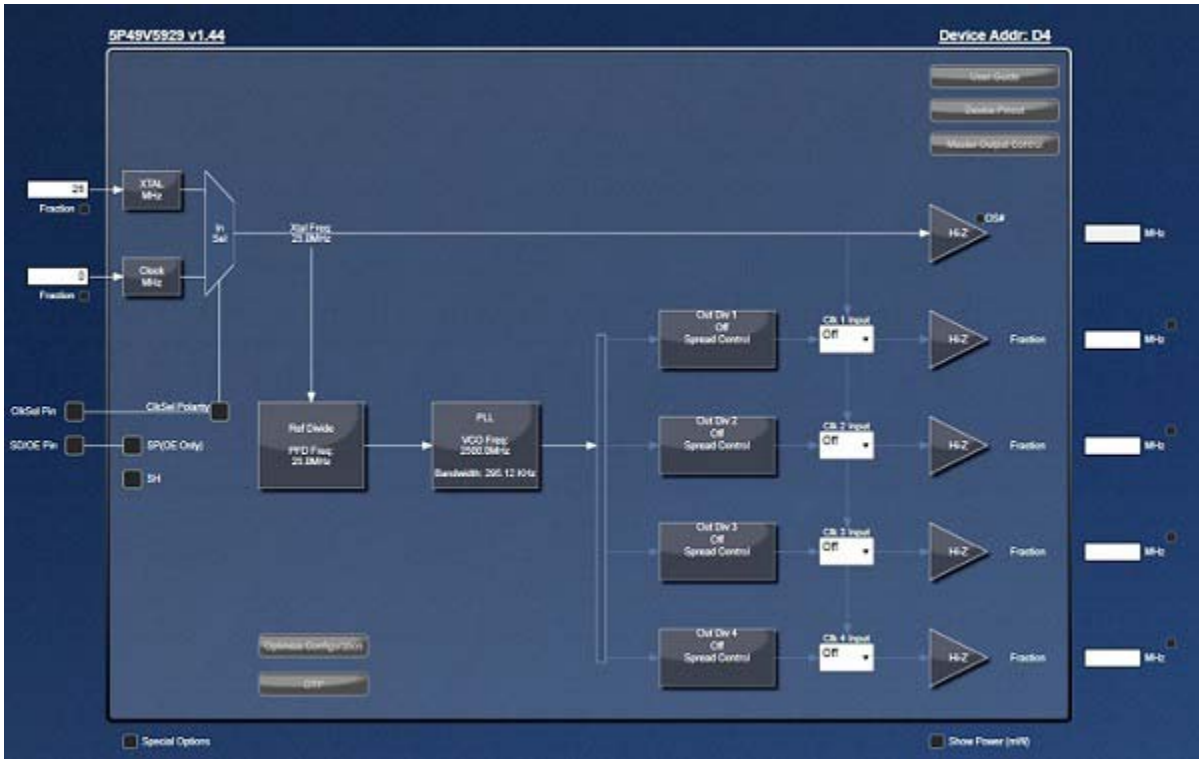 5P49V5929 v1.44
Device Addr: D4
User Guide
Device Pinout
Master Output Control
25
XTAL
MHz
Fraction
In
Sel
Xtal Freq:
25.0MHz
Hi-Z
OS#
MHz
0
Clock
MHz
Fraction
Out Div 1
Off
Spread Control
Clk 1 Input
Off
Hi-Z
Fraction
MHz
ClkSel Pin
ClkSel Polarity
SD/OE Pin
SP(OE Only)
SH
Ref Divide
PFD Freq:
25.0MHz
PLL
VCO Freq:
2500.0MHz
Bandwidth: 295.12 KHz
Out Div 2
Off
Spread Control
Clk 2 Input
Off
Hi-Z
Fraction
MHz
Out Div 3
Off
Spread Control
Clk 3 Input
Off
Hi-Z
Fraction
MHz
Out Div 4
Off
Spread Control
Clk 4 Input
Off
Hi-Z
Fraction
MHz
Optimize Configuration
OTP
Special Options
Show Power (mW)